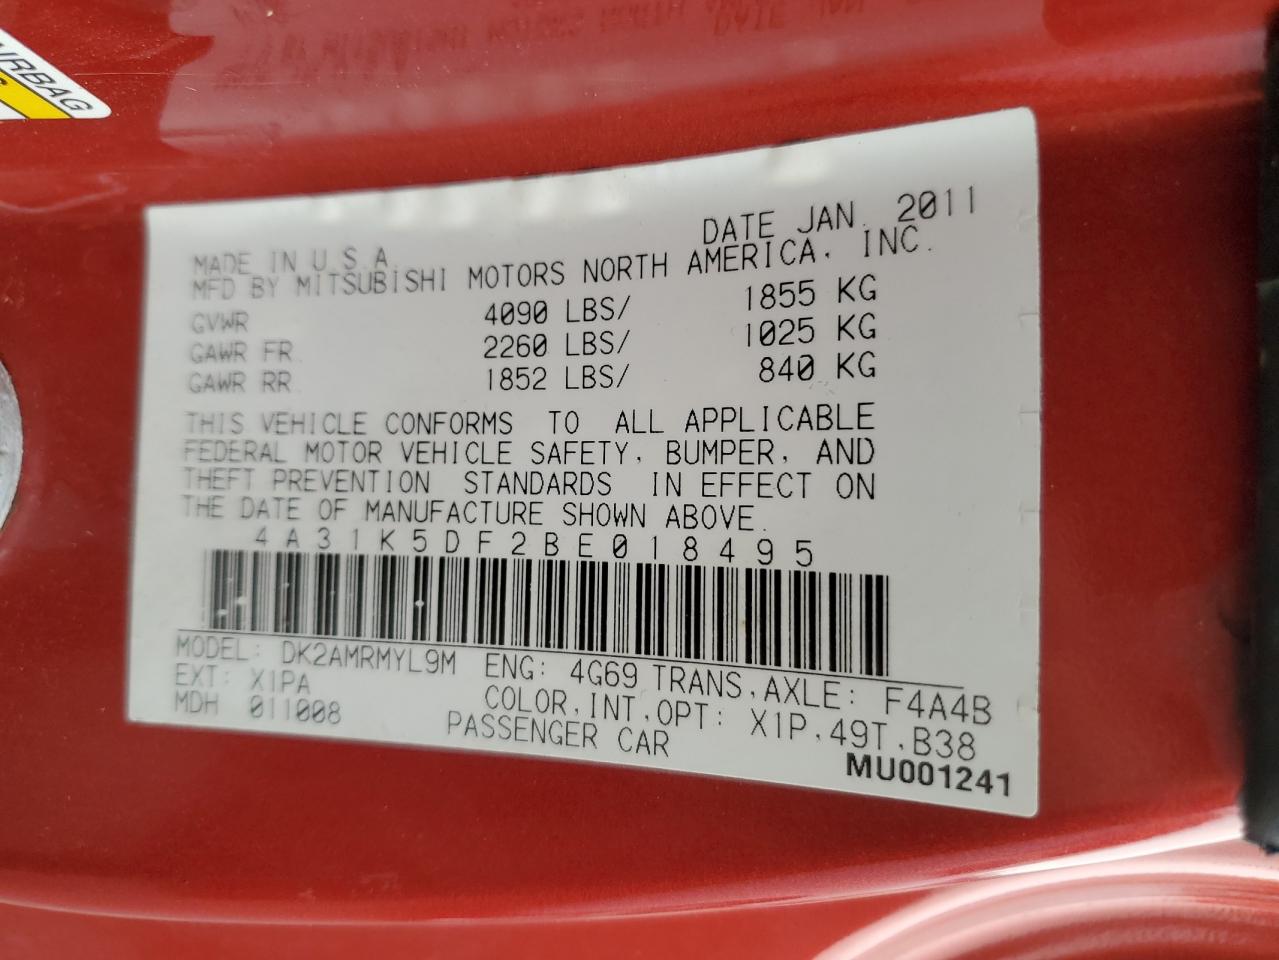 AIRBAG
DATE JAN. 2011
MADE IN U.S.A.
MFD BY MITSUBISHI MOTORS NORTH AMERICA, INC.
GVWR 4090 LBS/ 1855 KG
GAWR FR 2260 LBS/ 1025 KG
GAWR RR 1852 LBS/ 840 KG
THIS VEHICLE CONFORMS TO ALL APPLICABLE
FEDERAL MOTOR VEHICLE SAFETY, BUMPER, AND
THEFT PREVENTION STANDARDS IN EFFECT ON
THE DATE OF MANUFACTURE SHOWN ABOVE.
4A31K5DF2BE018495
MODEL: DK2AMRMYL9M ENG: 4G69 TRANS,AXLE: F4A4B
EXT: X1PA COLOR,INT,OPT: X1P,49T,B38
MDH 011008 PASSENGER CAR
MU001241